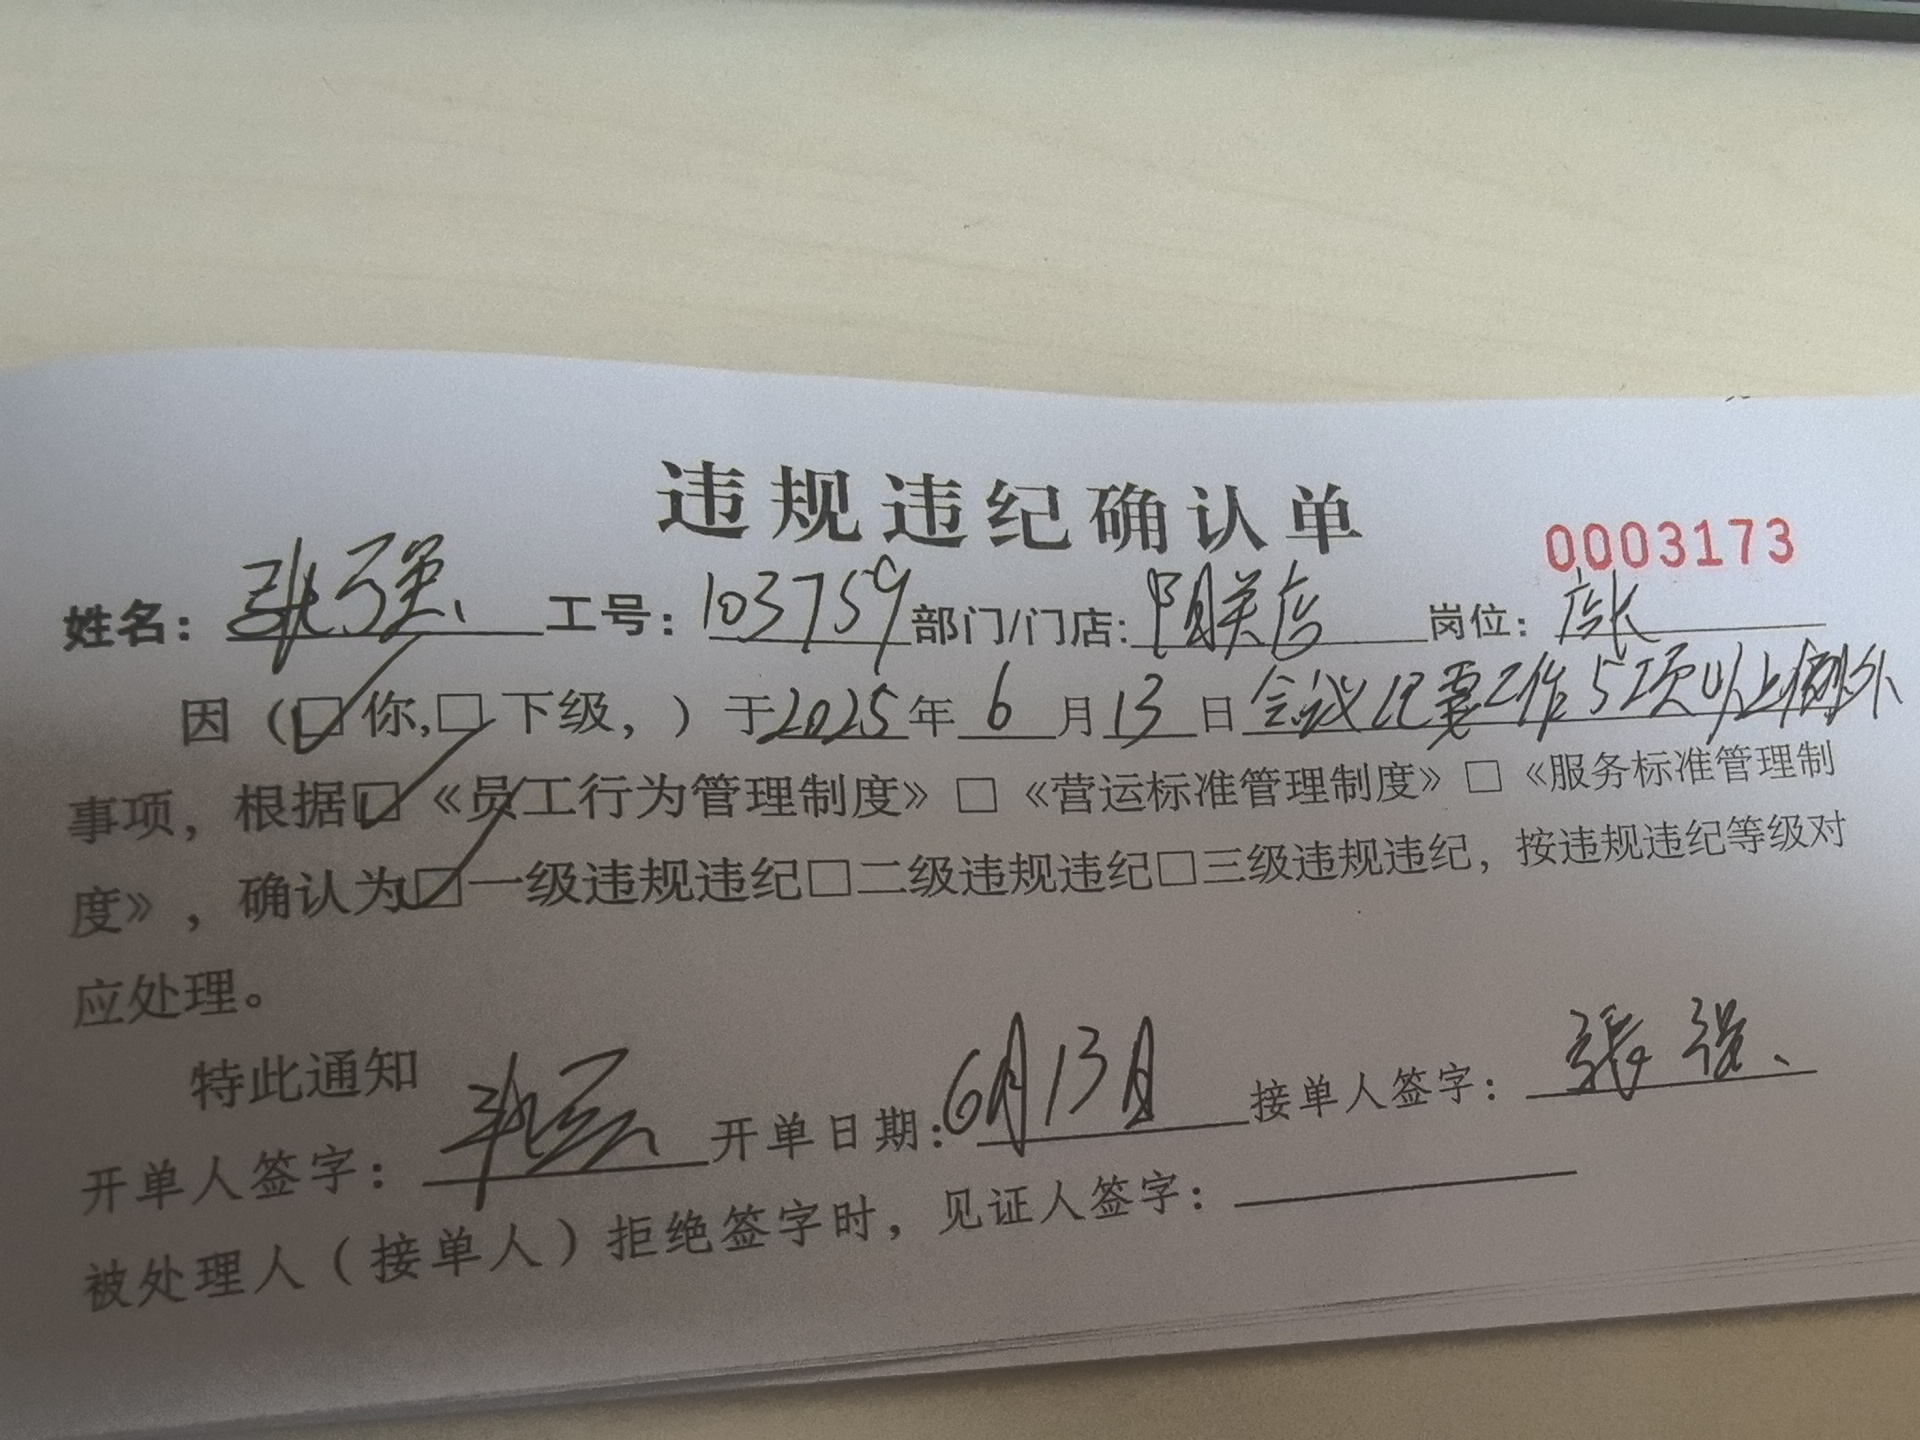 违规违纪确认单
0003173
姓名：张强 工号：103759 部门/门店：阳关店 岗位：店长
因（☑你,☐下级，）于2025年6月13日会议纪要工作5项以上例外
事项，根据☑《员工行为管理制度》☐《营运标准管理制度》☐《服务标准管理制
度》，确认为☑一级违规违纪☐二级违规违纪☐三级违规违纪，按违规违纪等级对
应处理。
特此通知
开单人签字： 开单日期:6月13日 接单人签字：張强
被处理人（接单人）拒绝签字时，见证人签字：